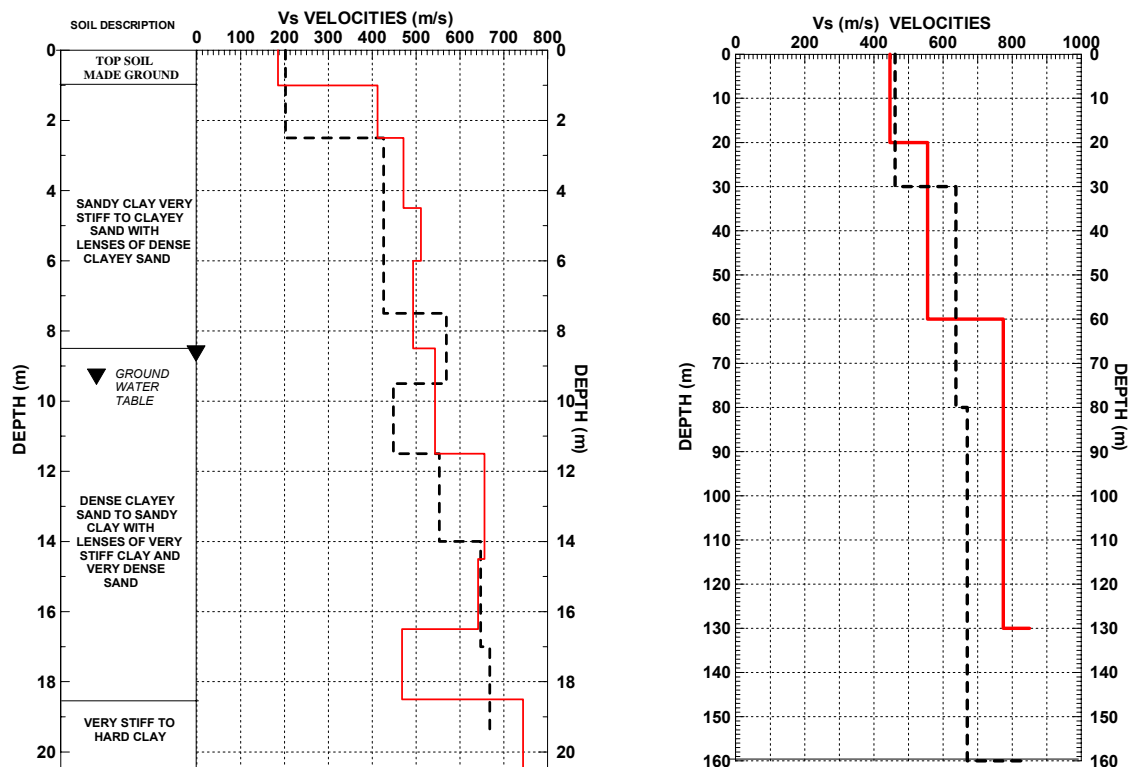 SOIL DESCRIPTION
Vs VELOCITIES (m/s)
0 100 200 300 400 500 600 700 800
TOP SOIL
MADE GROUND
SANDY CLAY VERY
STIFF TO CLAYEY
SAND WITH
LENSES OF DENSE
CLAYEY SAND
GROUND
WATER
TABLE
DENSE CLAYEY
SAND TO SANDY
CLAY WITH
LENSES OF VERY
STIFF CLAY AND
VERY DENSE
SAND
VERY STIFF TO
HARD CLAY
DEPTH (m)
0
2
4
6
8
10
12
14
16
18
20
0
2
4
6
8
10
12
14
16
18
20
DEPTH (m)
Vs (m/s) VELOCITIES
0 200 400 600 800 1000
DEPTH (m)
0
10
20
30
40
50
60
70
80
90
100
110
120
130
140
150
160
0
10
20
30
40
50
60
70
80
90
100
110
120
130
140
150
160
DEPTH (m)